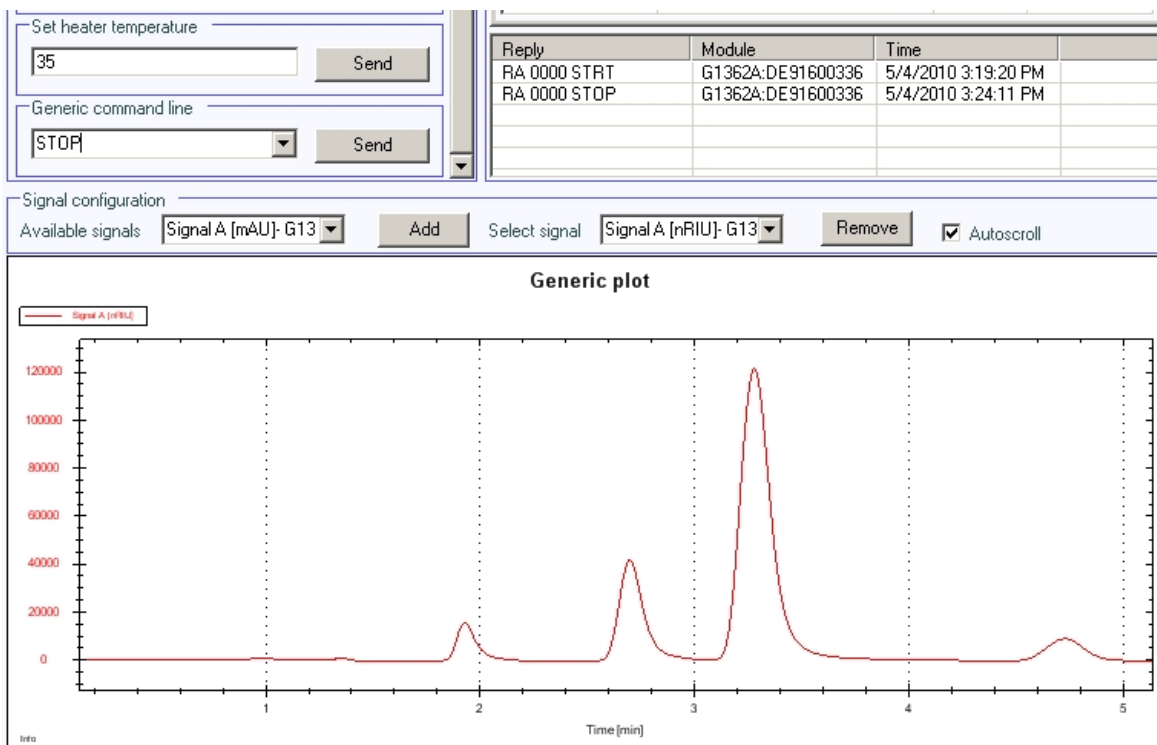 Set heater temperature
35 Send
Generic command line
STOP Send
Reply Module Time
RA 0000 STRT G1362A:DE91600336 5/4/2010 3:19:20 PM
RA 0000 STOP G1362A:DE91600336 5/4/2010 3:24:11 PM
Signal configuration
Available signals Signal A [mAU]- G13 Add Select signal Signal A [nRIU]- G13 Remove Autoscroll
Generic plot
Signal A [nRIU]
120000
100000
80000
60000
40000
20000
0
1 2 3 4 5
Time [min]
Info